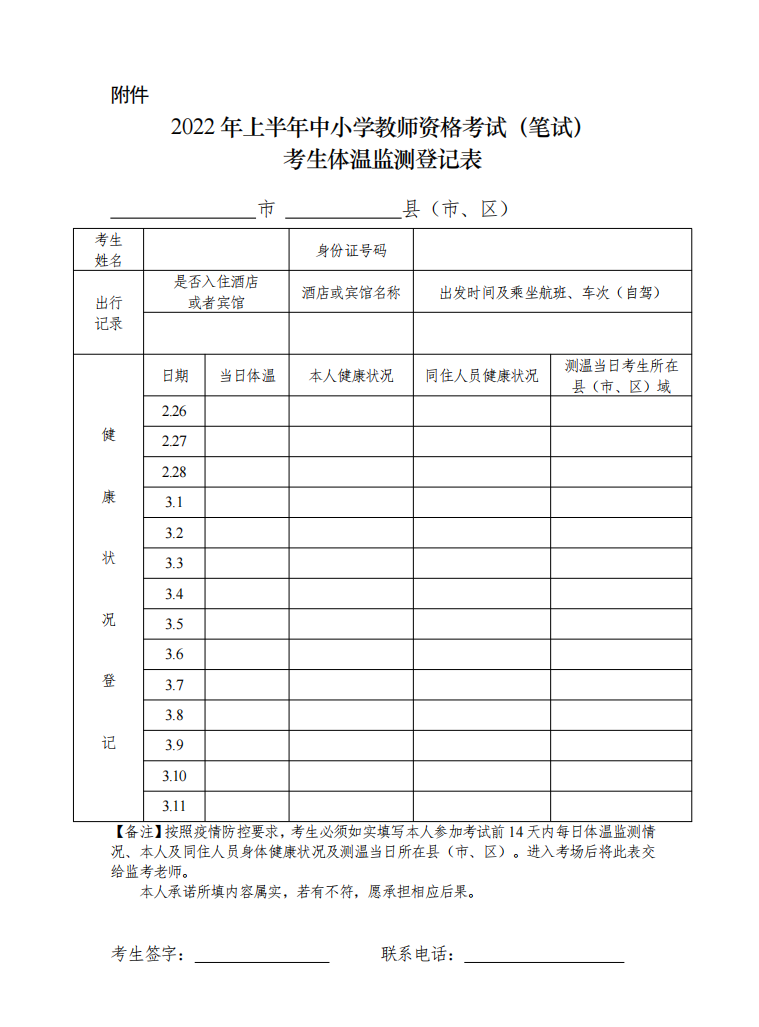 附件
2022 年上半年中小学教师资格考试（笔试）
考生体温监测登记表
市 县（市、区）
考生
姓名
身份证号码
出行
记录
是否入住酒店
或者宾馆
酒店或宾馆名称
出发时间及乘坐航班、车次（自驾）
健
康
状
况
登
记
日期
当日体温
本人健康状况
同住人员健康状况
测温当日考生所在
县（市、区）域
2.26
2.27
2.28
3.1
3.2
3.3
3.4
3.5
3.6
3.7
3.8
3.9
3.10
3.11
【备注】按照疫情防控要求，考生必须如实填写本人参加考试前 14 天内每日体温监测情
况、本人及同住人员身体健康状况及测温当日所在县（市、区）。进入考场后将此表交
给监考老师。
本人承诺所填内容属实，若有不符，愿承担相应后果。
考生签字： 联系电话：